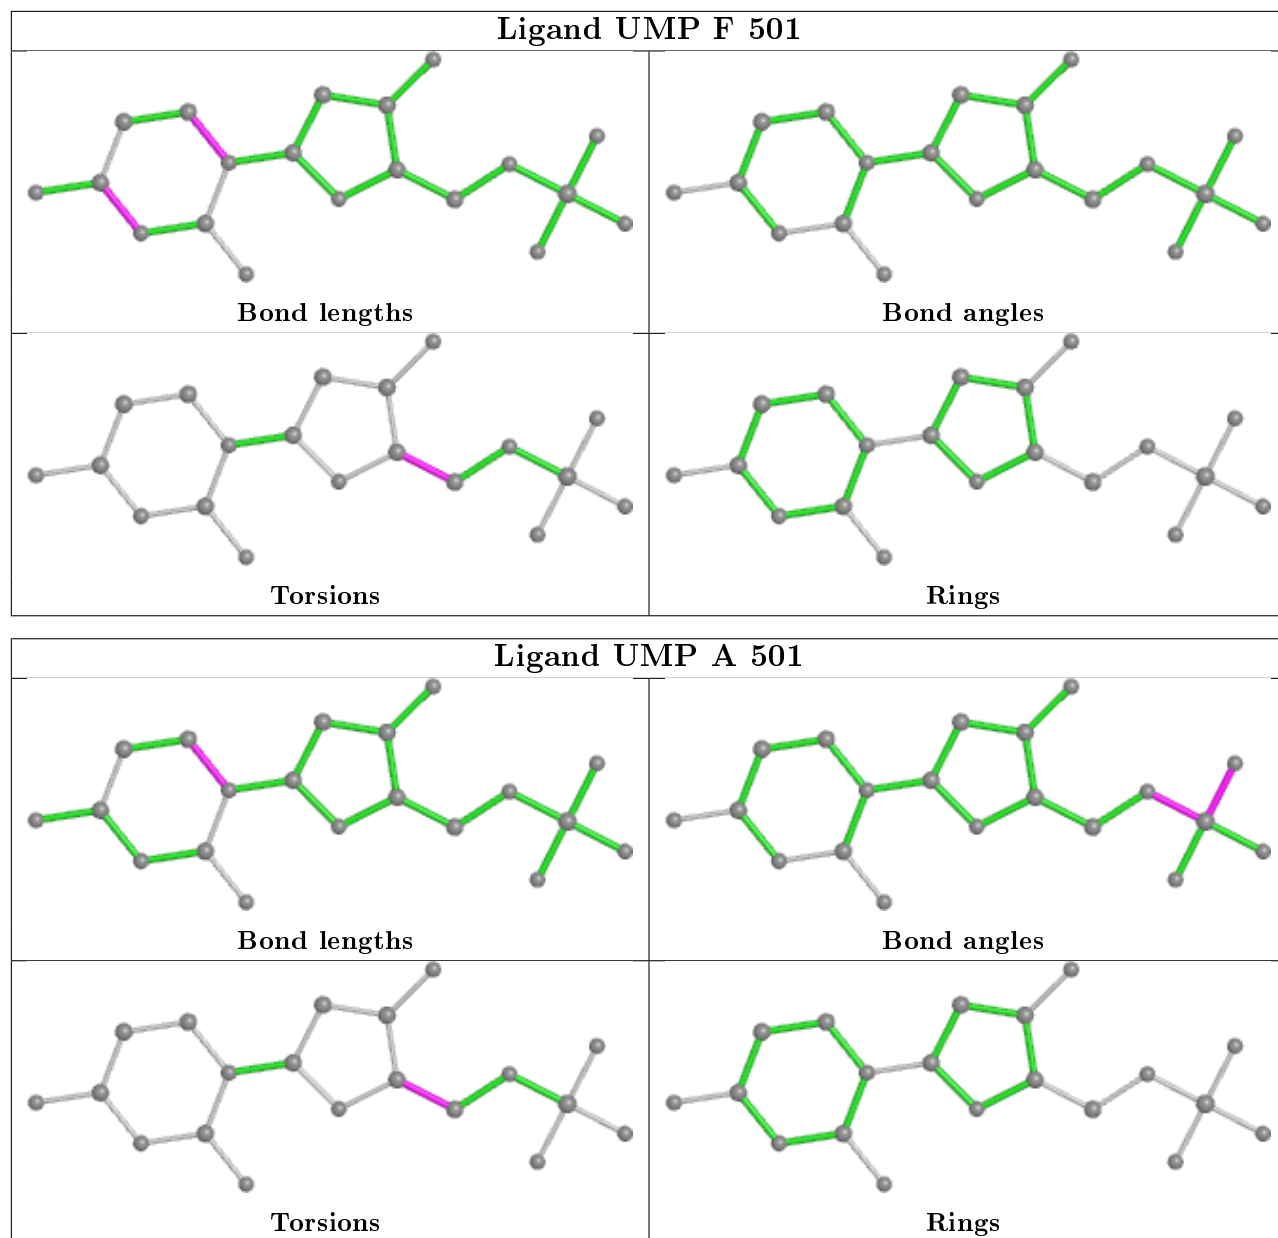 Ligand UMP F 501
Bond lengths
Bond angles
Torsions
Rings
Ligand UMP A 501
Bond lengths
Bond angles
Torsions
Rings